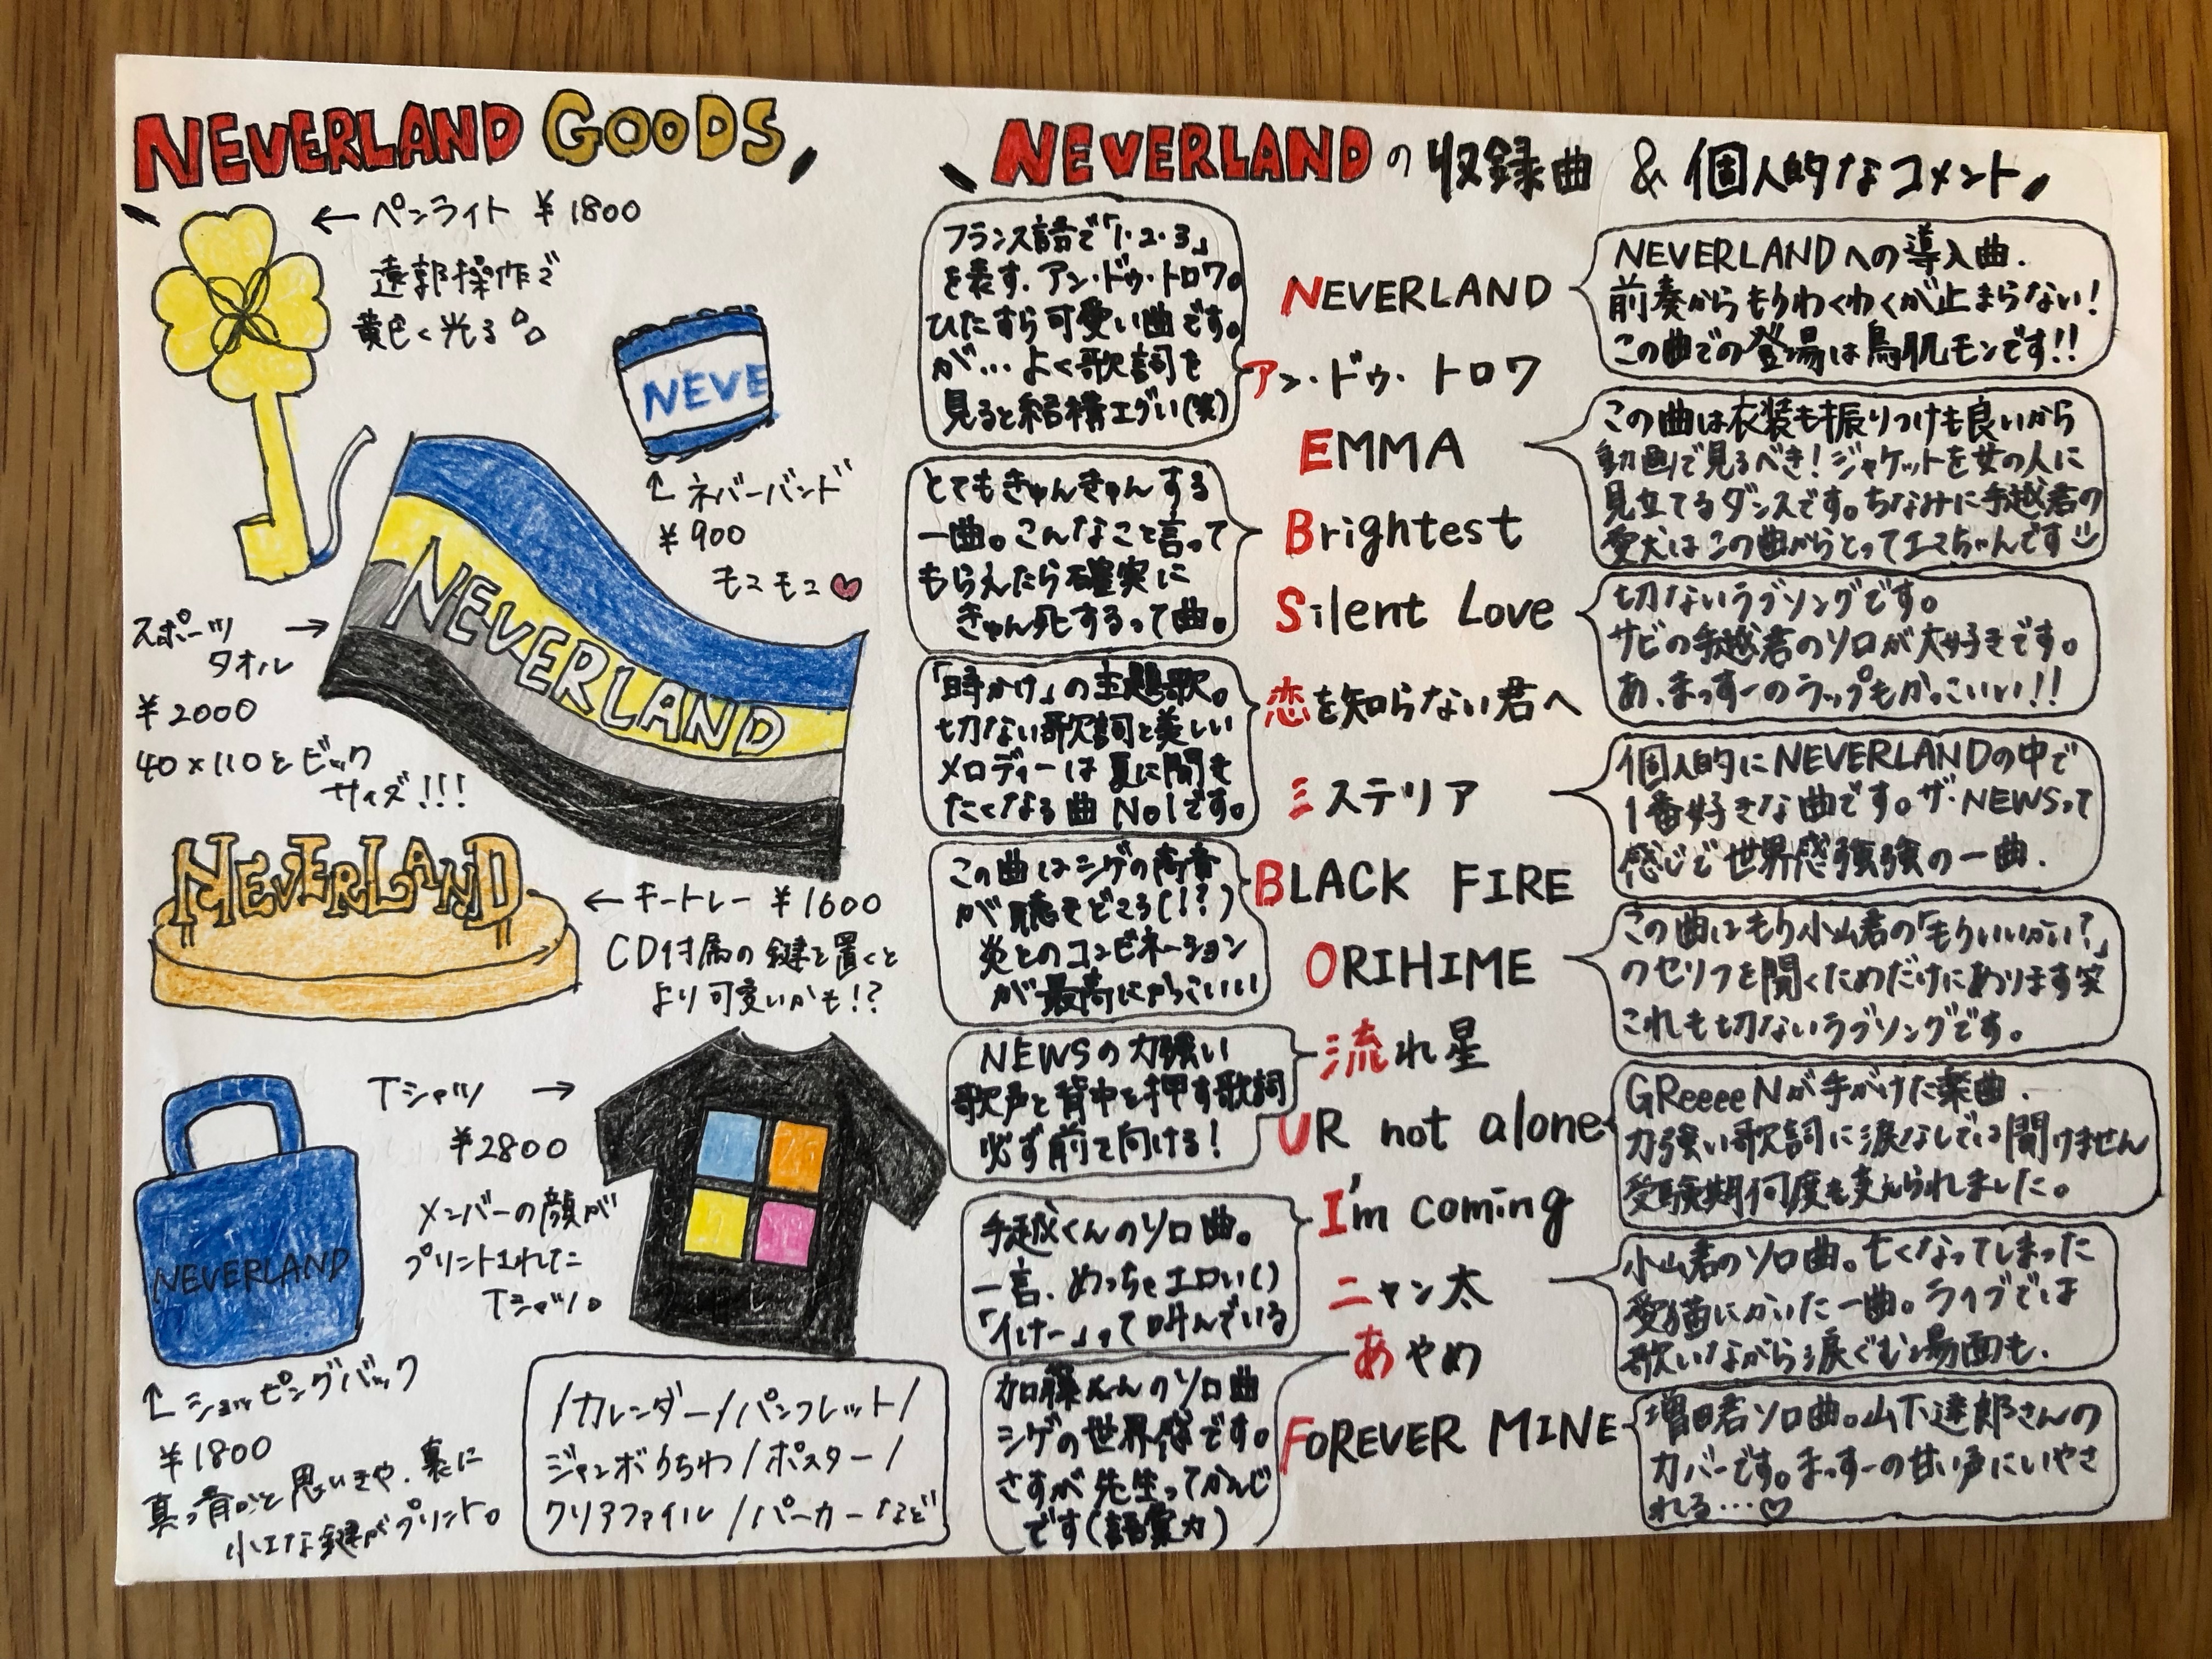 NEVERLAND GOODS
← ペンライト ¥1800
遠郭操作で
黄色く光る
NEVE
↑ ネバーバンド
¥900
モコモコ
スポーツ →
タオル
¥2000
40×110とビック
サイズ!!!
NEVERLAND
NEVERLAND
← キートレー ¥1600
CD付属の鍵を置くと
より可愛いかも!?
Tシャツ →
¥2800
メンバーの顔が
プリントされた
Tシャツ。
NEVERLAND
↑ ショッピングバック
¥1800
真っ青かと思いきや、裏に
小さな鍵がプリント。
/カレンダー/パンフレット/
ジャンボうちわ/ポスター/
クリアファイル/パーカーなど
NEVERLANDの収録曲 & 個人的なコメント
NEVERLAND
NEVERLANDへの導入曲.
前奏からもうわくわくが止まらない!
この曲での登場は鳥肌モンです!!
フランス語で「1・2・3」
を表す、アン・ドゥ・トロワ。
ひたすら可愛い曲です。
が…よく歌詞を
見ると結構エグい(笑)
アン・ドゥ・トロワ
EMMA
この曲は衣装も振りつけも良いから
動画で見るべき!ジャケットを女の人に
見立てるダンスです。ちなみに手越君の
愛犬はこの曲からとってエマちゃんです
とてもきゅんきゅんする
一曲。こんなこと言って
もらえたら確実に
きゅん死するって曲。
Brightest
Silent Love
切ないラブソングです。
サビの手越君のソロが大好きです。
あ、まっすーのラップもかっこいい!!
「時かけ」の主題歌。
切ない歌詞と美しい
メロディーは夏に聞き
たくなる曲No1です。
恋を知らない君へ
ミステリア
個人的にNEVERLANDの中で
1番好きな曲です。ザ・NEWSって
感じで世界感強強の一曲.
この曲はシゲの高音
が聴きどころ(!?)
炎とのコンビネーション
が最高にかっこいい
BLACK FIRE
ORIHIME
この曲はもう小山君の「もういいかい?」
のセリフを聞くためだけにあります笑
これも切ないラブソングです。
NEWSの力強い
歌声と背中を押す歌詞
必ず前を向ける!
流れ星
UR not alone
GReeeeNが手がけた楽曲.
力強い歌詞に涙なしでは聞けません
受験期何度も支えられました。
手越くんのソロ曲。
一言、めっちゃエロい()
「イけー」って叫んでいる
I'm coming
ニャン太
小山君のソロ曲。亡くなってしまった
愛猫にかいた一曲。ライブでは
歌いながら涙ぐむ場面も.
加藤くんのソロ曲
シゲの世界感です。
さすが先生ってかんじ
です(語彙力)
あやめ
FOREVER MINE
増田君ソロ曲。山下達郎さんの
カバーです。まっすーの甘い声にいやさ
れる…♡